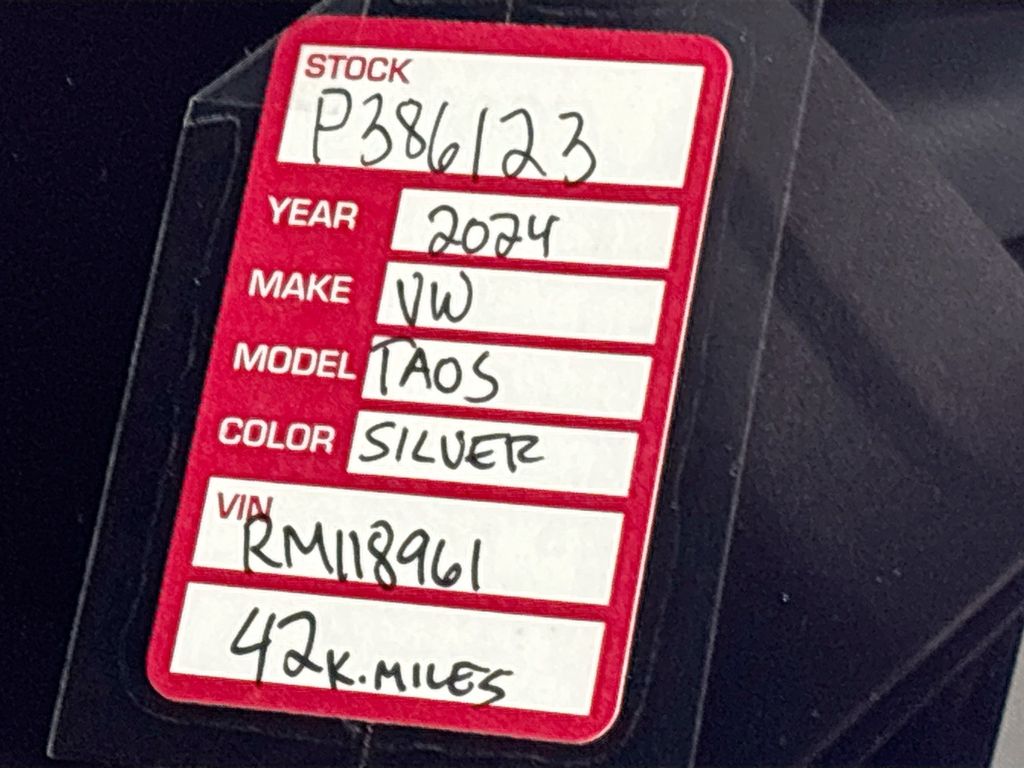 STOCK
P386123
YEAR 2024
MAKE VW
MODEL TAOS
COLOR SILVER
VIN
RM118961
42K.MILES